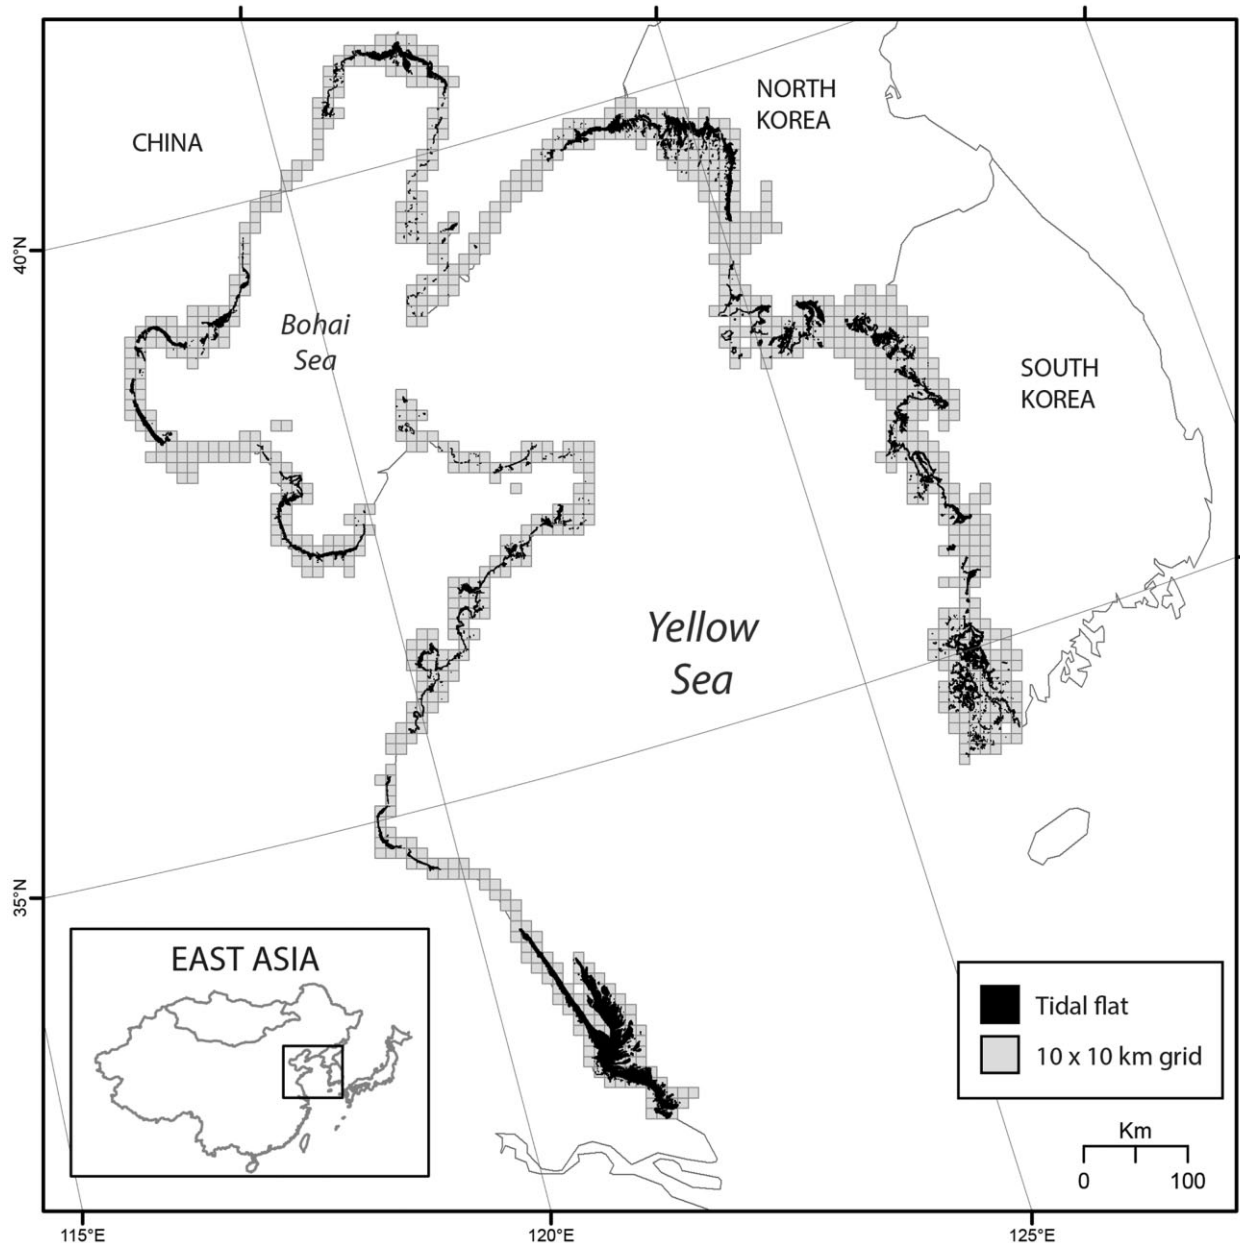 NORTH
KOREA
CHINA
40°N
Bohai
Sea
SOUTH
KOREA
Yellow
Sea
35°N
EAST ASIA
Tidal flat
10 x 10 km grid
Km
0 100
115°E 120°E 125°E